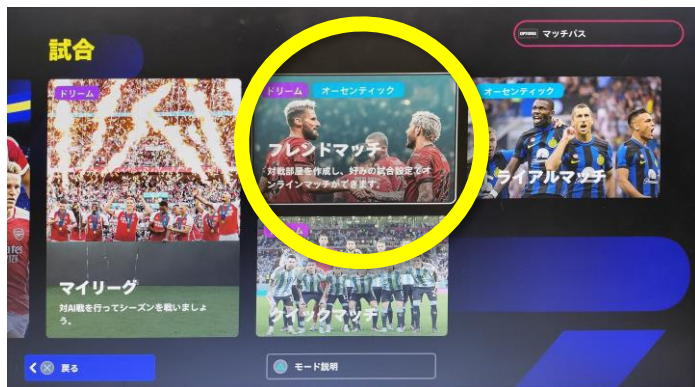 試合
OPTIONS マッチパス
ドリーム
マイリーグ
対AI戦を行ってシーズンを戦いましょ
う。
ドリーム オーセンティック
フレンドマッチ
対戦部屋を作成し、好みの試合設定でオ
ンラインマッチができます。
オーセンティック
トライアルマッチ
ドリーム
クイックマッチ
戻る
モード説明